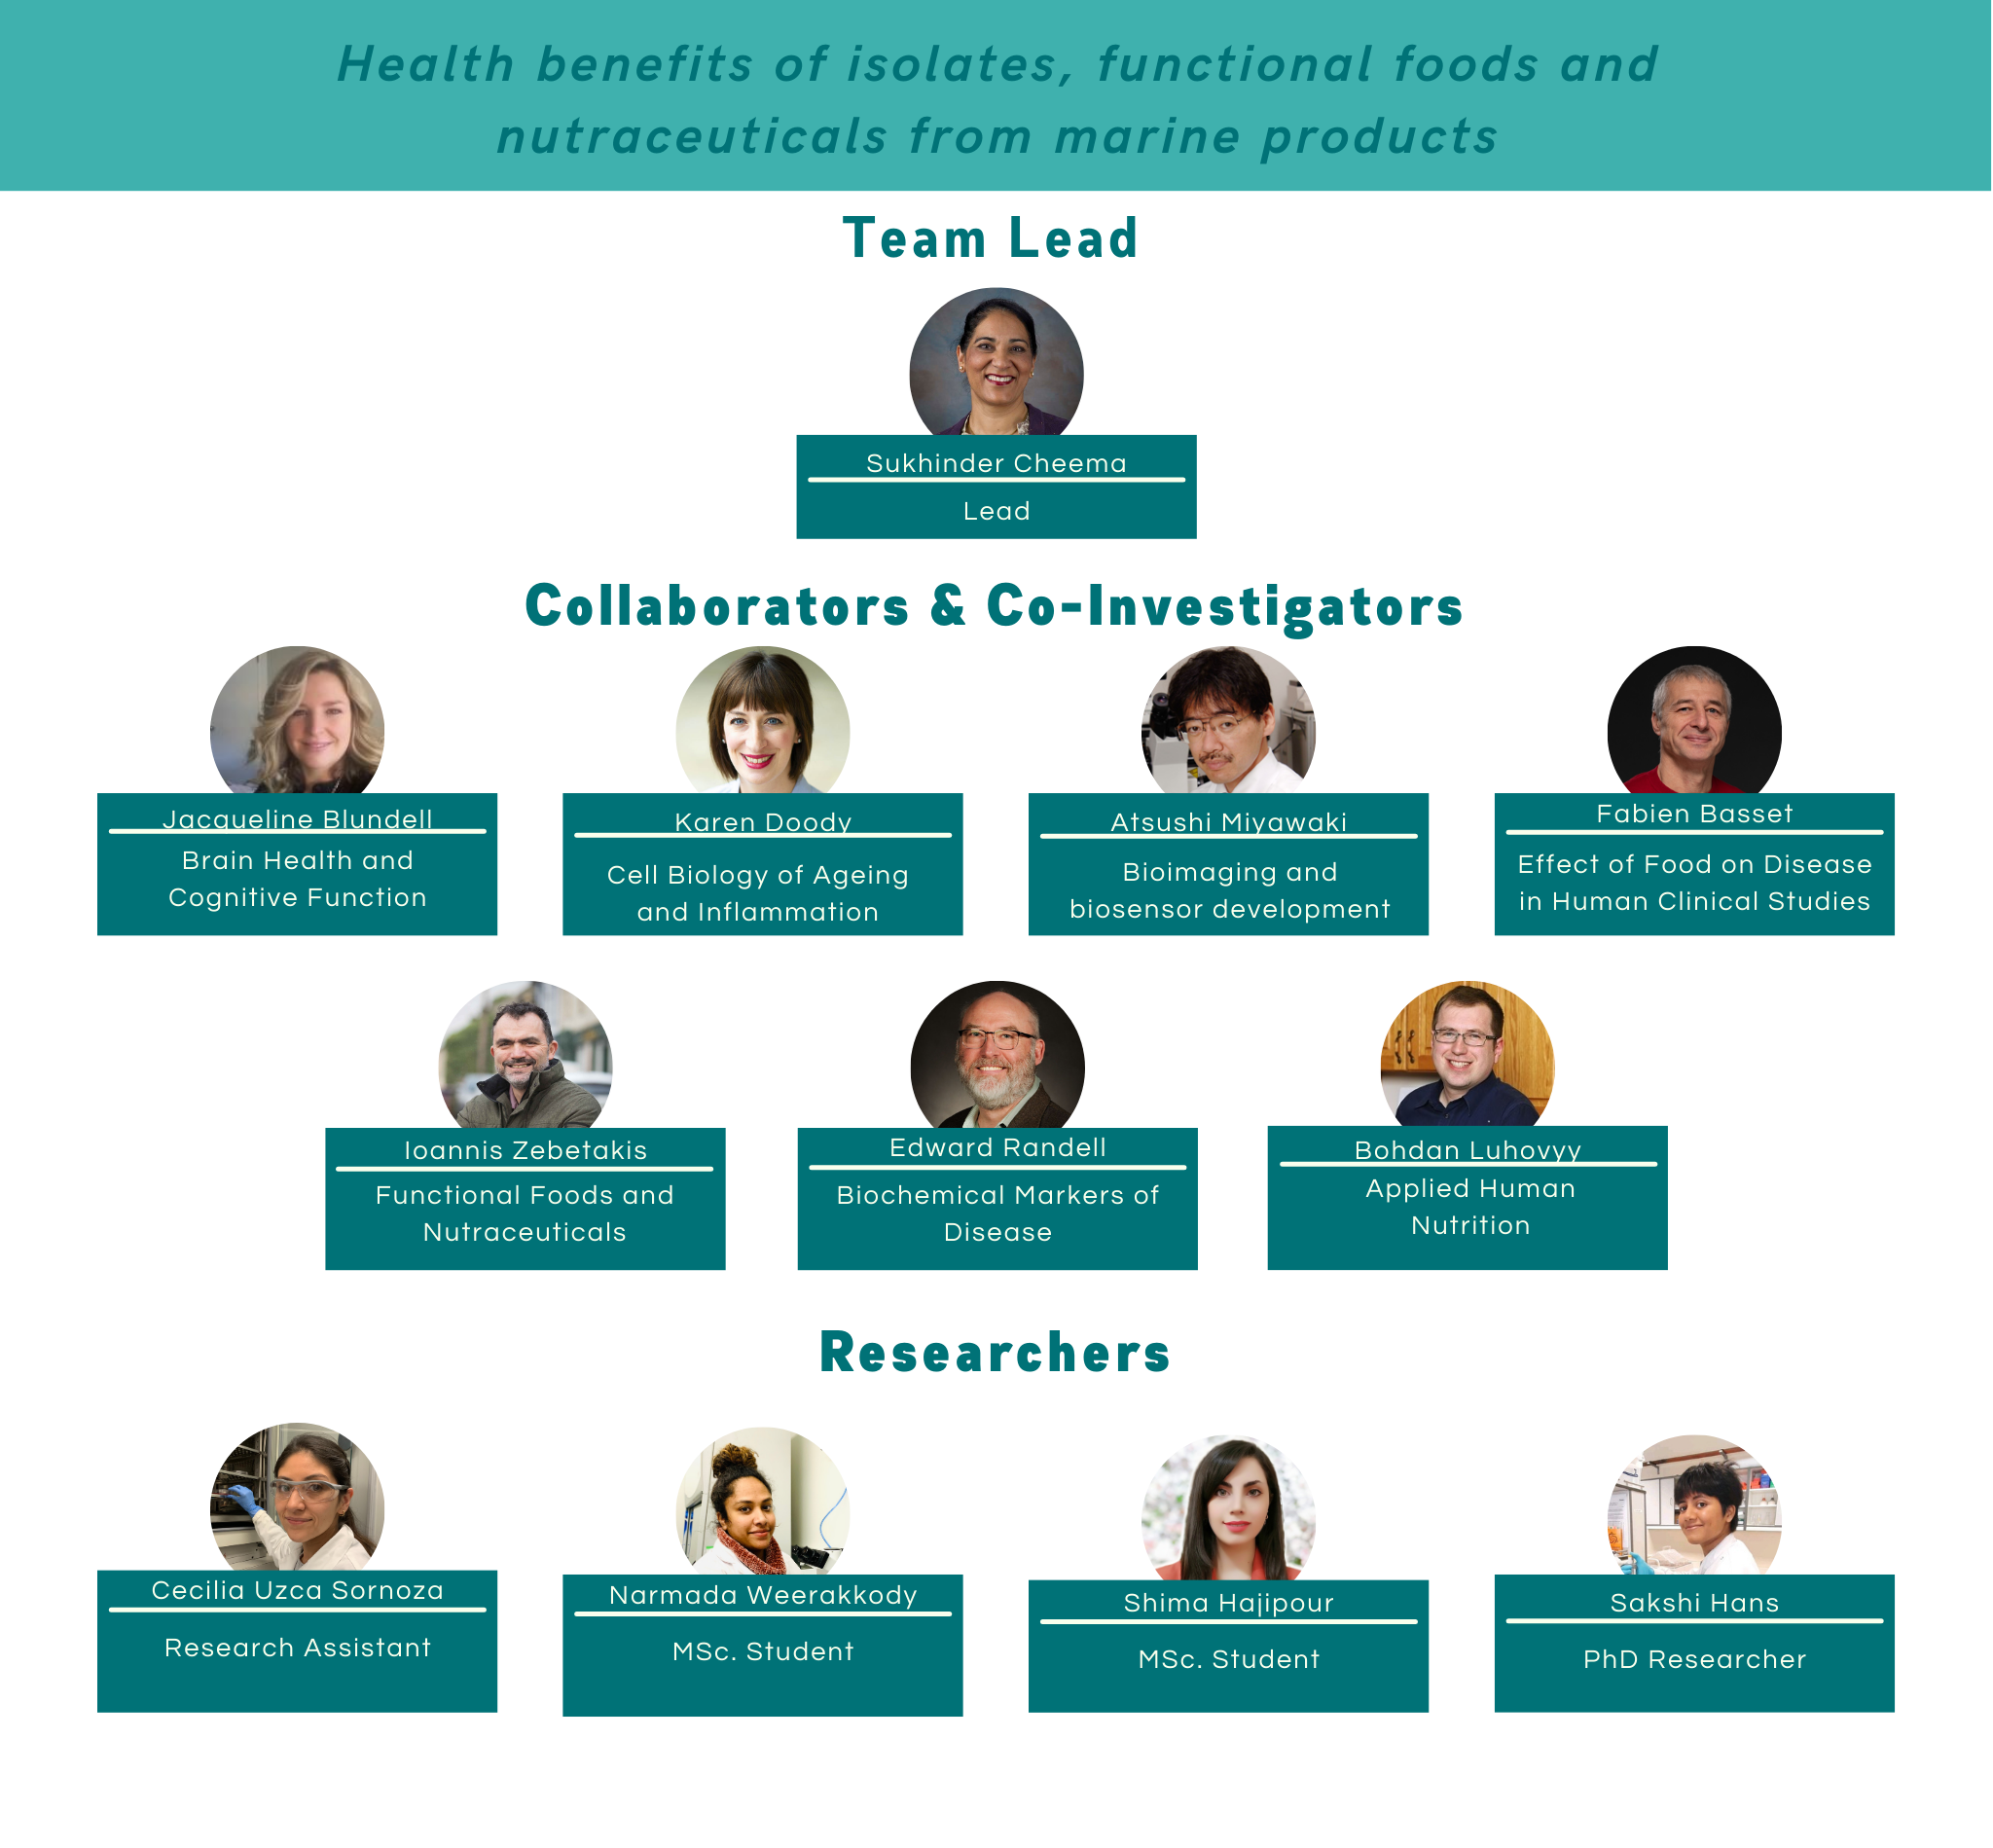 Health benefits of isolates, functional foods and
nutraceuticals from marine products
Team Lead
Sukhinder Cheema
Lead
Collaborators & Co-Investigators
Jacqueline Blundell
Brain Health and
Cognitive Function
Karen Doody
Cell Biology of Ageing
and Inflammation
Atsushi Miyawaki
Bioimaging and
biosensor development
Fabien Basset
Effect of Food on Disease
in Human Clinical Studies
Ioannis Zebetakis
Functional Foods and
Nutraceuticals
Edward Randell
Biochemical Markers of
Disease
Bohdan Luhovyy
Applied Human
Nutrition
Researchers
Cecilia Uzca Sornoza
Research Assistant
Narmada Weerakkody
MSc. Student
Shima Hajipour
MSc. Student
Sakshi Hans
PhD Researcher